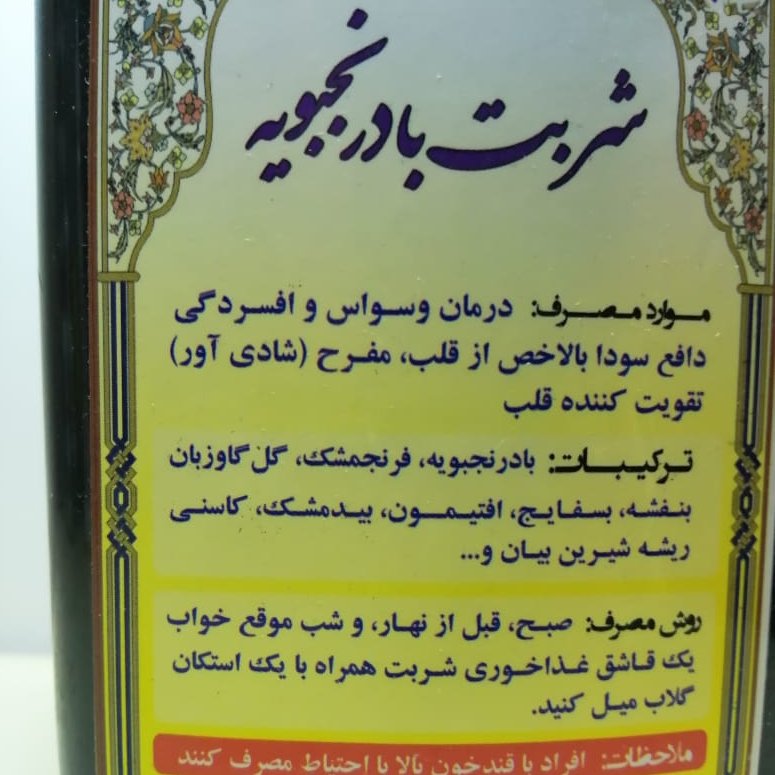 شربت بادرنجبویه
موارد مصرف: درمان وسواس و افسردگی
دافع سودا بالاخص از قلب، مفرح (شادی آور)
تقویت کننده قلب
ترکیبات: بادرنجبویه، فرنجمشک، گل گاوزبان
بنفشه، بسفایج، افتیمون، بیدمشک، کاسنی
ریشه شیرین بیان و...
روش مصرف: صبح، قبل از نهار، و شب موقع خواب
یک قاشق غذاخوری شربت همراه با یک استکان
گلاب میل کنید.
ملاحظات: افراد با قندخون بالا با احتیاط مصرف کنند